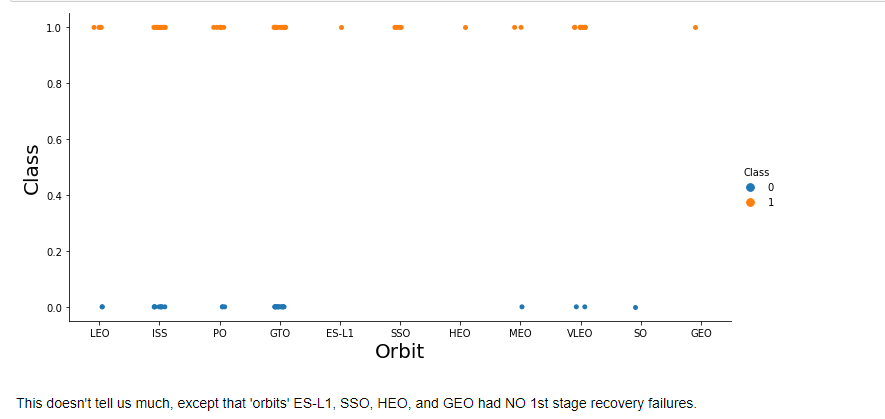 1.0
0.8
0.6
0.4
0.2
0.0
Class
LEO ISS PO GTO ES-L1 SSO HEO MEO VLEO SO GEO
Orbit
Class
0
1
This doesn't tell us much, except that 'orbits' ES-L1, SSO, HEO, and GEO had NO 1st stage recovery failures.